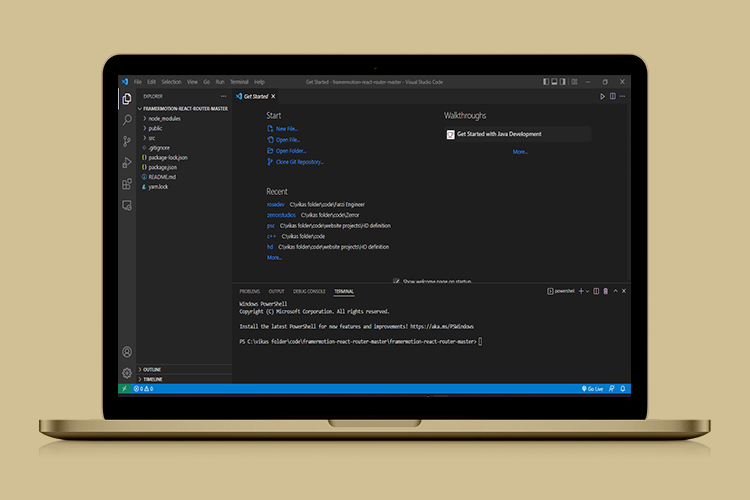 File Edit Selection View Go Run Terminal Help Get Started - framermotion-react-router-master - Visual Studio Code
EXPLORER
FRAMERMOTION-REACT-ROUTER-MASTER
node_modules
public
src
.gitignore
package-lock.json
package.json
README.md
yarn.lock
OUTLINE
TIMELINE
Get Started
Start
New File...
Open File...
Open Folder...
Clone Git Repository...
Recent
rosedev C:\vikas folder\code\Farzi Engineer
zerrorstudios C:\vikas folder\code\Zerror
psc C:\vikas folder\code\website projects\HD definition
c++ C:\vikas folder\code
hd C:\vikas folder\code\website projects\HD definition
More...
Walkthroughs
Get Started with Java Development
More...
Show welcome page on startup
PROBLEMS OUTPUT DEBUG CONSOLE TERMINAL powershell
Windows PowerShell
Copyright (C) Microsoft Corporation. All rights reserved.
Install the latest PowerShell for new features and improvements! https://aka.ms/PSWindows
PS C:\vikas folder\code\framermotion-react-router-master\framermotion-react-router-master>
0 0 Go Live